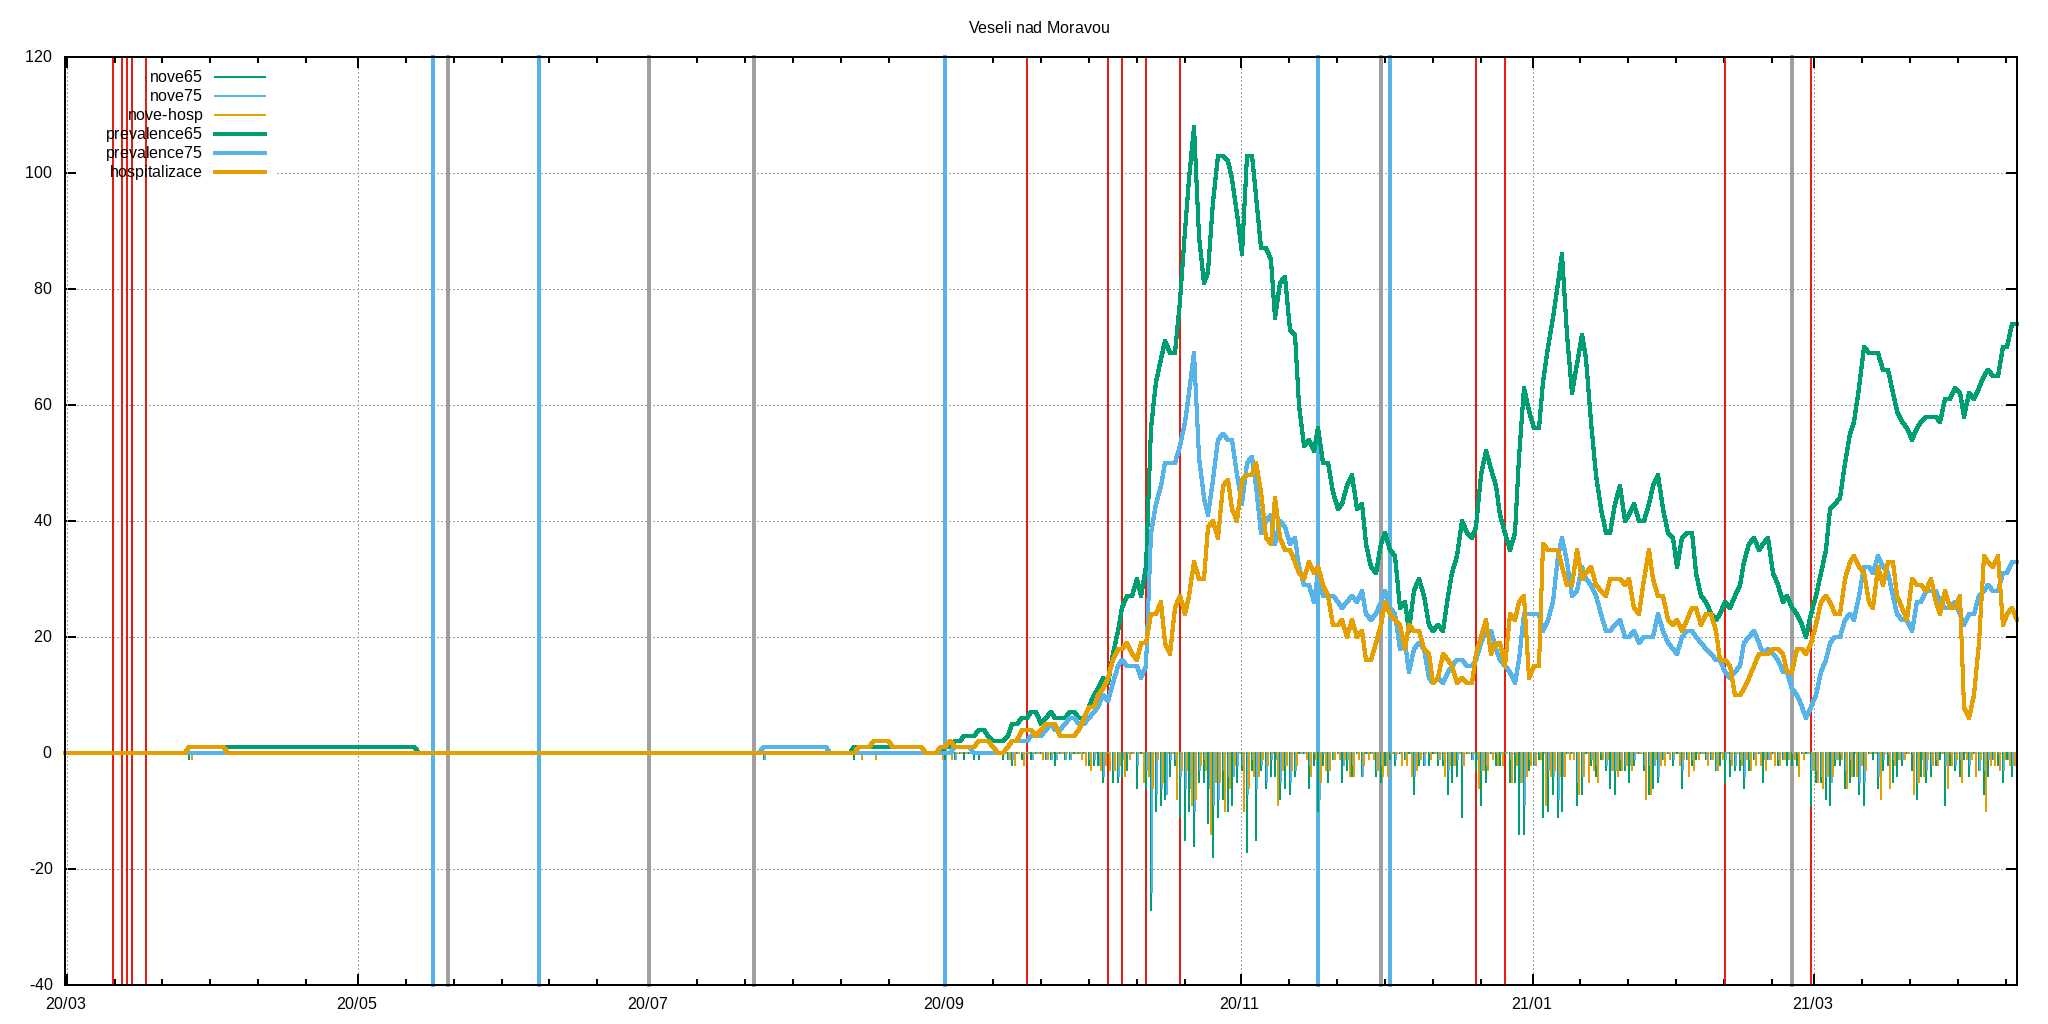 Veseli nad Moravou
120
100
80
60
40
20
0
-20
-40
nove65
nove75
nove-hosp
prevalence65
prevalence75
hospitalizace
20/03 20/05 20/07 20/09 20/11 21/01 21/03